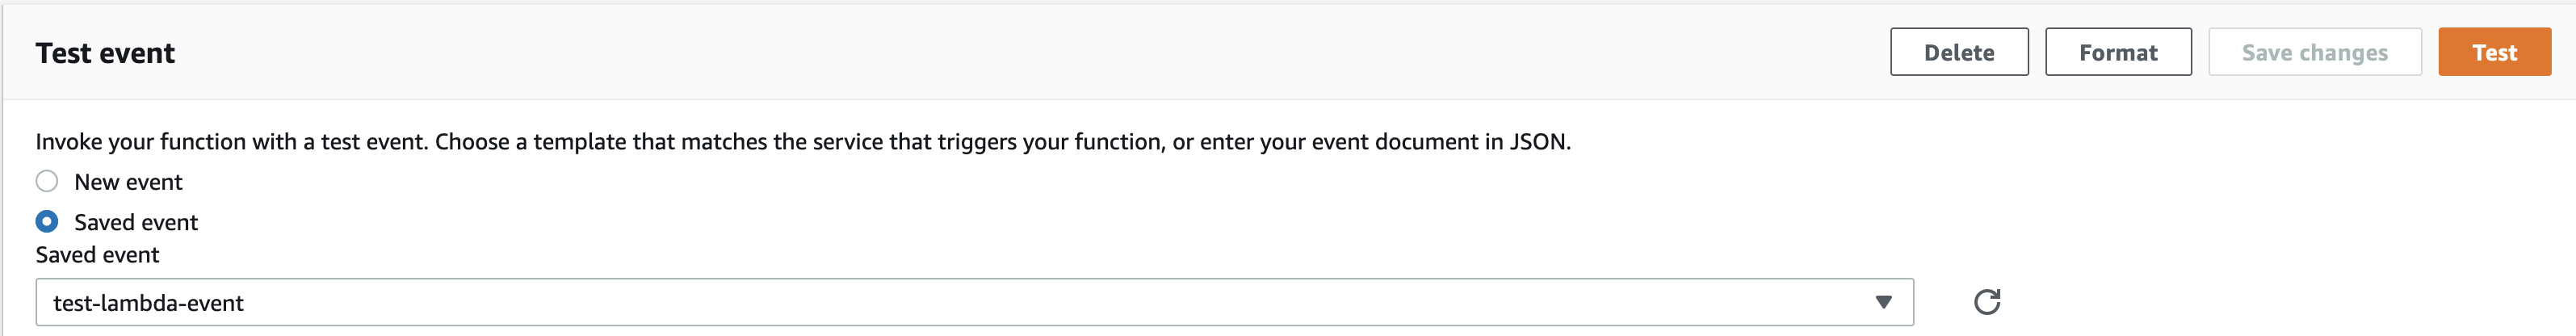 Test event
Delete
Format
Save changes
Test
Invoke your function with a test event. Choose a template that matches the service that triggers your function, or enter your event document in JSON.
New event
Saved event
Saved event
test-lambda-event